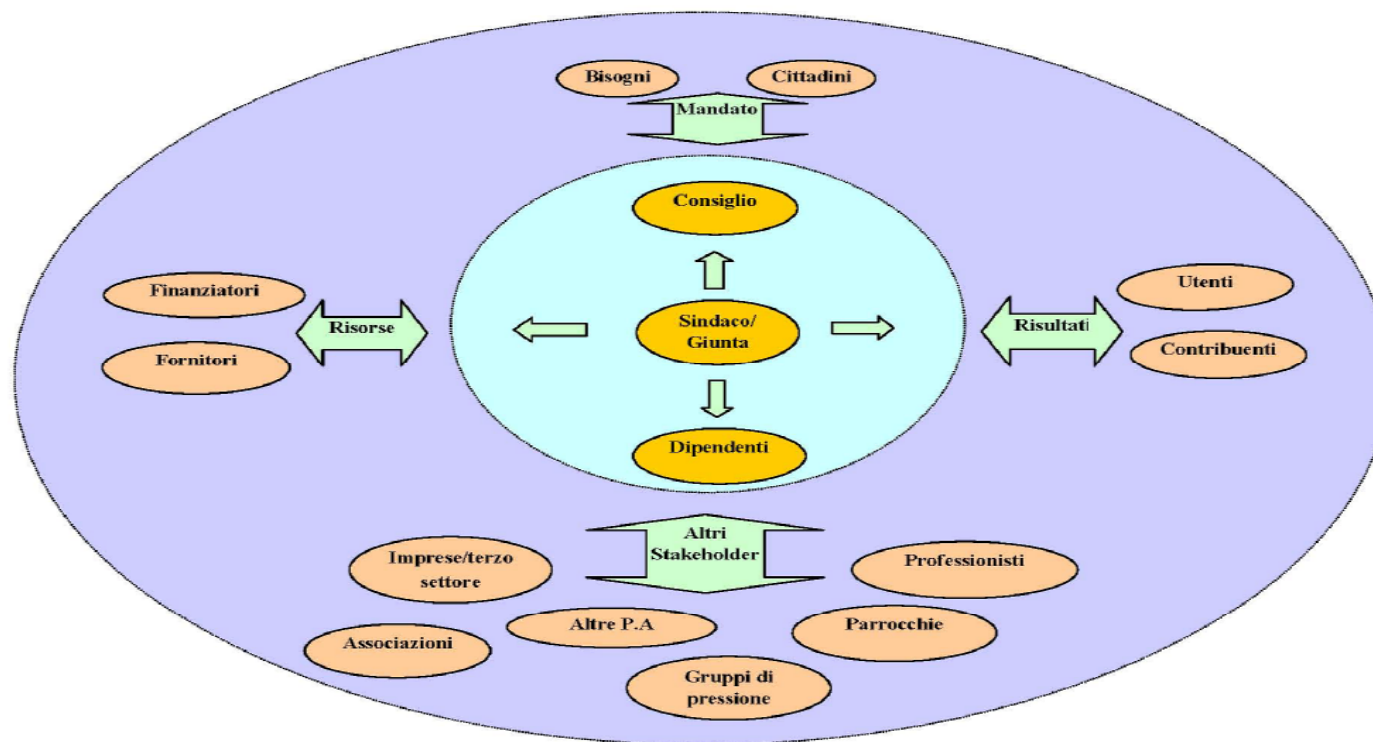 Bisogni
Cittadini
Mandato
Consiglio
Finanziatori
Risorse
Fornitori
Sindaco/
Giunta
Risultati
Utenti
Contribuenti
Dipendenti
Altri
Stakeholder
Imprese/terzo
settore
Professionisti
Associazioni
Altre P.A
Parrocchie
Gruppi di
pressione